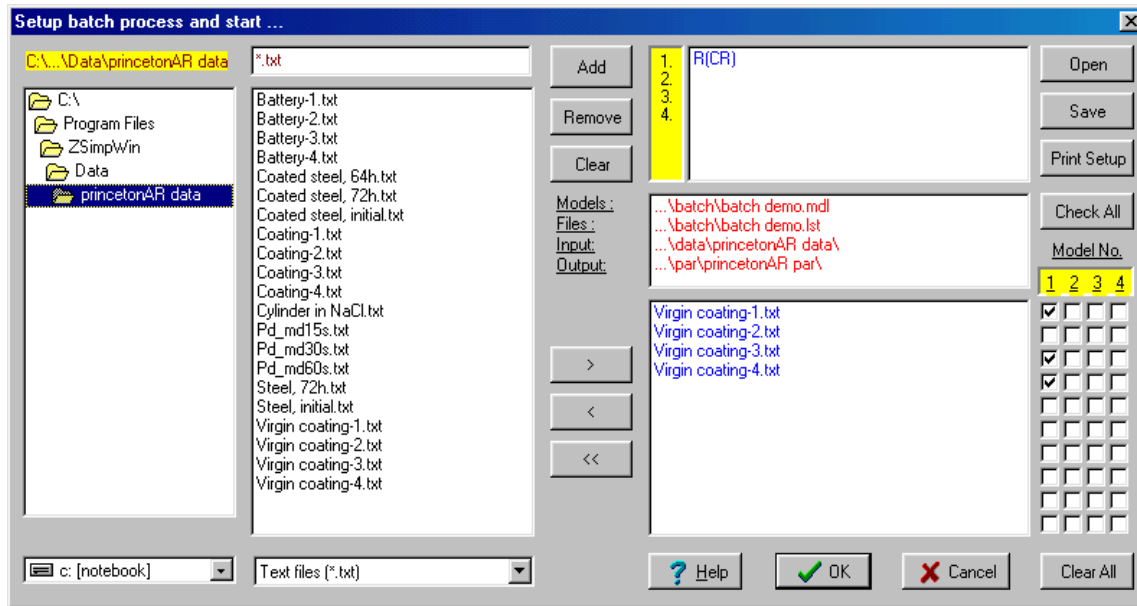 Setup batch process and start ...
C:\...\Data\princetonAR data
*.txt
C:\
Program Files
ZSimpWin
Data
princetonAR data
Battery-1.txt
Battery-2.txt
Battery-3.txt
Battery-4.txt
Coated steel, 64h.txt
Coated steel, 72h.txt
Coated steel, initial.txt
Coating-1.txt
Coating-2.txt
Coating-3.txt
Coating-4.txt
Cylinder in NaCl.txt
Pd_md15s.txt
Pd_md30s.txt
Pd_md60s.txt
Steel, 72h.txt
Steel, initial.txt
Virgin coating-1.txt
Virgin coating-2.txt
Virgin coating-3.txt
Virgin coating-4.txt
c: [notebook]
Text files (*.txt)
Add
Remove
Clear
Models :
Files :
Input:
Output:
>
<
<<
1.
2.
3.
4.
R(CR)
...\batch\batch demo.mdl
...\batch\batch demo.lst
...\data\princetonAR data\
...\par\princetonAR par\
Virgin coating-1.txt
Virgin coating-2.txt
Virgin coating-3.txt
Virgin coating-4.txt
Open
Save
Print Setup
Check All
Model No.
1 2 3 4
? Help
OK
Cancel
Clear All